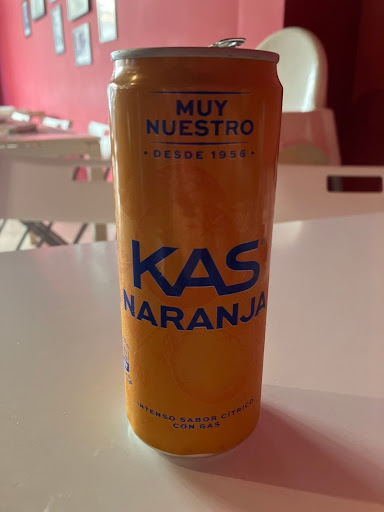 MUY
NUESTRO
• DESDE 1956 •
KAS
NARANJA
INTENSO SABOR CÍTRICO
CON GAS